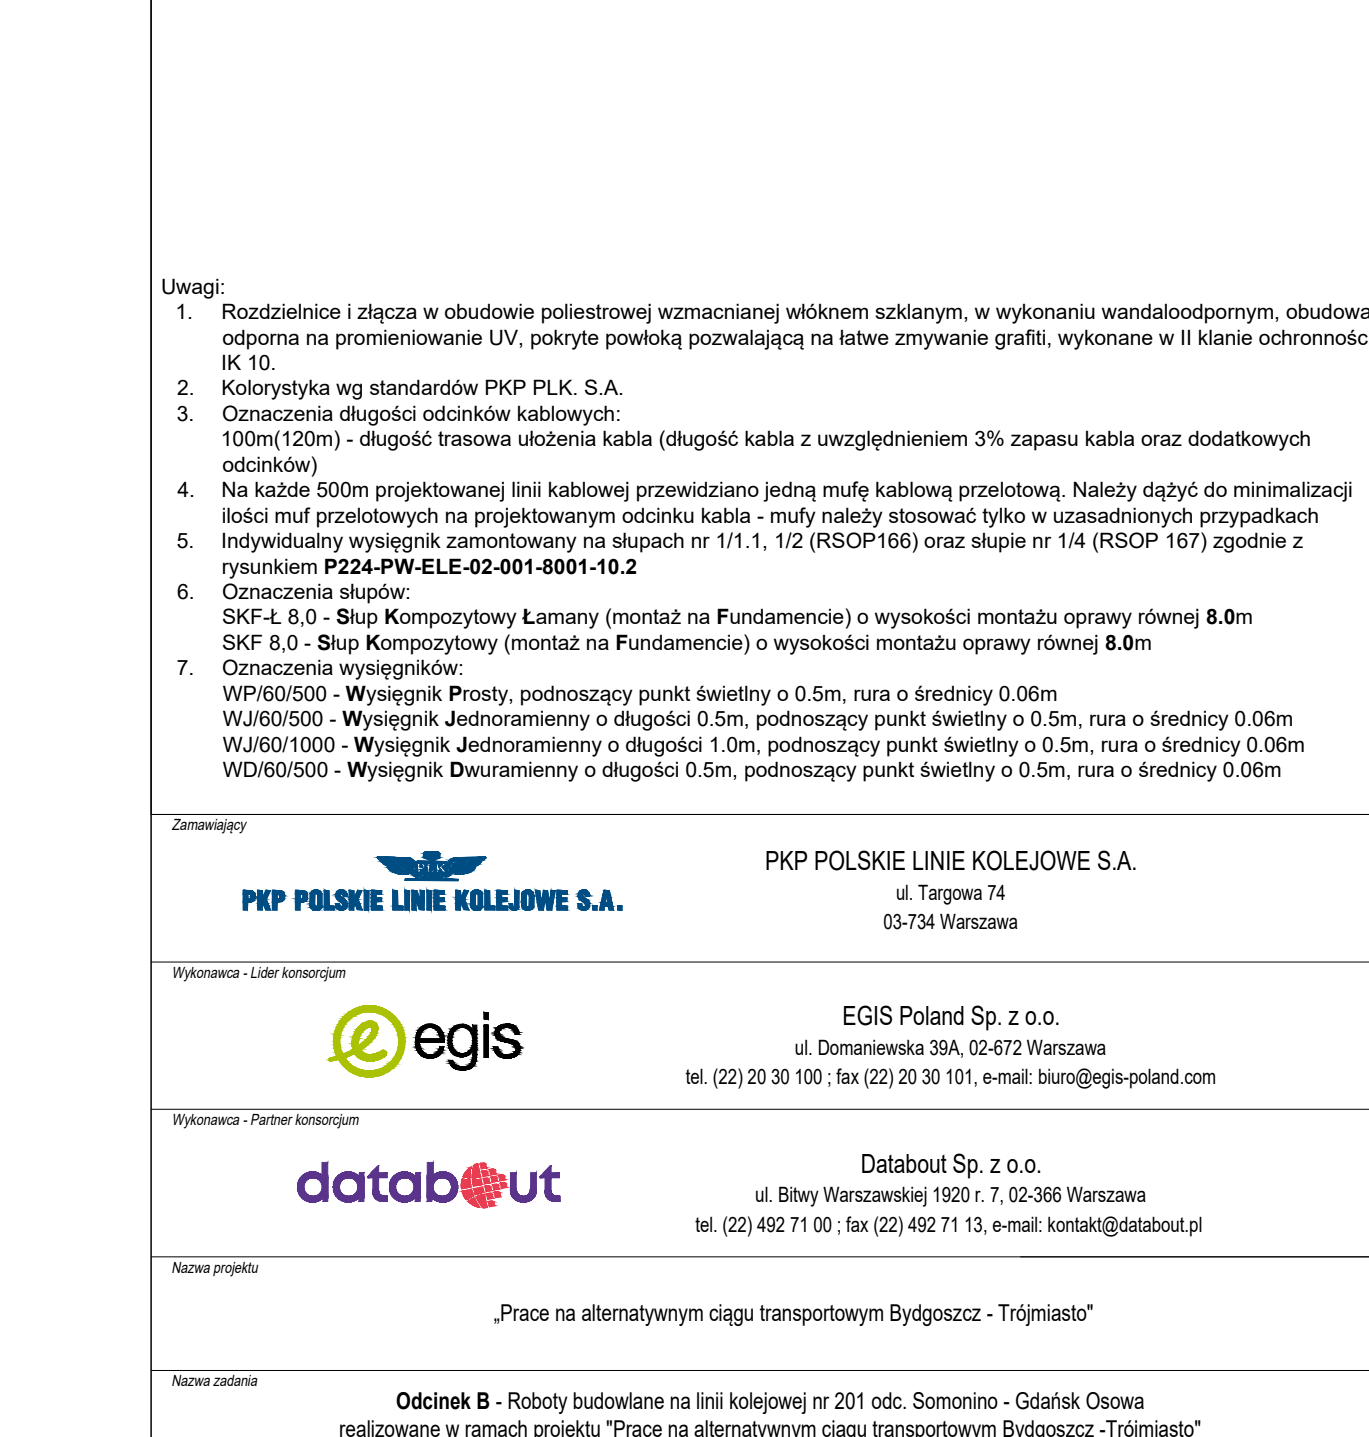 Uwagi:
1. Rozdzielnice i złącza w obudowie poliestrowej wzmacnianej włóknem szklanym, w wykonaniu wandaloodpornym, obudowa
odporna na promieniowanie UV, pokryte powłoką pozwalającą na łatwe zmywanie grafiti, wykonane w II klanie ochronnośc
IK 10.
2. Kolorystyka wg standardów PKP PLK. S.A.
3. Oznaczenia długości odcinków kablowych:
100m(120m) - długość trasowa ułożenia kabla (długość kabla z uwzględnieniem 3% zapasu kabla oraz dodatkowych
odcinków)
4. Na każde 500m projektowanej linii kablowej przewidziano jedną mufę kablową przelotową. Należy dążyć do minimalizacji
ilości muf przelotowych na projektowanym odcinku kabla - mufy należy stosować tylko w uzasadnionych przypadkach
5. Indywidualny wysięgnik zamontowany na słupach nr 1/1.1, 1/2 (RSOP166) oraz słupie nr 1/4 (RSOP 167) zgodnie z
rysunkiem P224-PW-ELE-02-001-8001-10.2
6. Oznaczenia słupów:
SKF-Ł 8,0 - Słup Kompozytowy Łamany (montaż na Fundamencie) o wysokości montażu oprawy równej 8.0m
SKF 8,0 - Słup Kompozytowy (montaż na Fundamencie) o wysokości montażu oprawy równej 8.0m
7. Oznaczenia wysięgników:
WP/60/500 - Wysięgnik Prosty, podnoszący punkt świetlny o 0.5m, rura o średnicy 0.06m
WJ/60/500 - Wysięgnik Jednoramienny o długości 0.5m, podnoszący punkt świetlny o 0.5m, rura o średnicy 0.06m
WJ/60/1000 - Wysięgnik Jednoramienny o długości 1.0m, podnoszący punkt świetlny o 0.5m, rura o średnicy 0.06m
WD/60/500 - Wysięgnik Dwuramienny o długości 0.5m, podnoszący punkt świetlny o 0.5m, rura o średnicy 0.06m
Zamawiający
PLK
PKP POLSKIE LINIE KOLEJOWE S.A.
PKP POLSKIE LINIE KOLEJOWE S.A.
ul. Targowa 74
03-734 Warszawa
Wykonawca - Lider konsorcjum
e egis
EGIS Poland Sp. z o.o.
ul. Domaniewska 39A, 02-672 Warszawa
tel. (22) 20 30 100 ; fax (22) 20 30 101, e-mail: biuro@egis-poland.com
Wykonawca - Partner konsorcjum
databout
Databout Sp. z o.o.
ul. Bitwy Warszawskiej 1920 r. 7, 02-366 Warszawa
tel. (22) 492 71 00 ; fax (22) 492 71 13, e-mail: kontakt@databout.pl
Nazwa projektu
„Prace na alternatywnym ciągu transportowym Bydgoszcz - Trójmiasto"
Nazwa zadania
Odcinek B - Roboty budowlane na linii kolejowej nr 201 odc. Somonino - Gdańsk Osowa
realizowane w ramach projektu "Prace na alternatywnym ciągu transportowym Bydgoszcz -Trójmiasto"